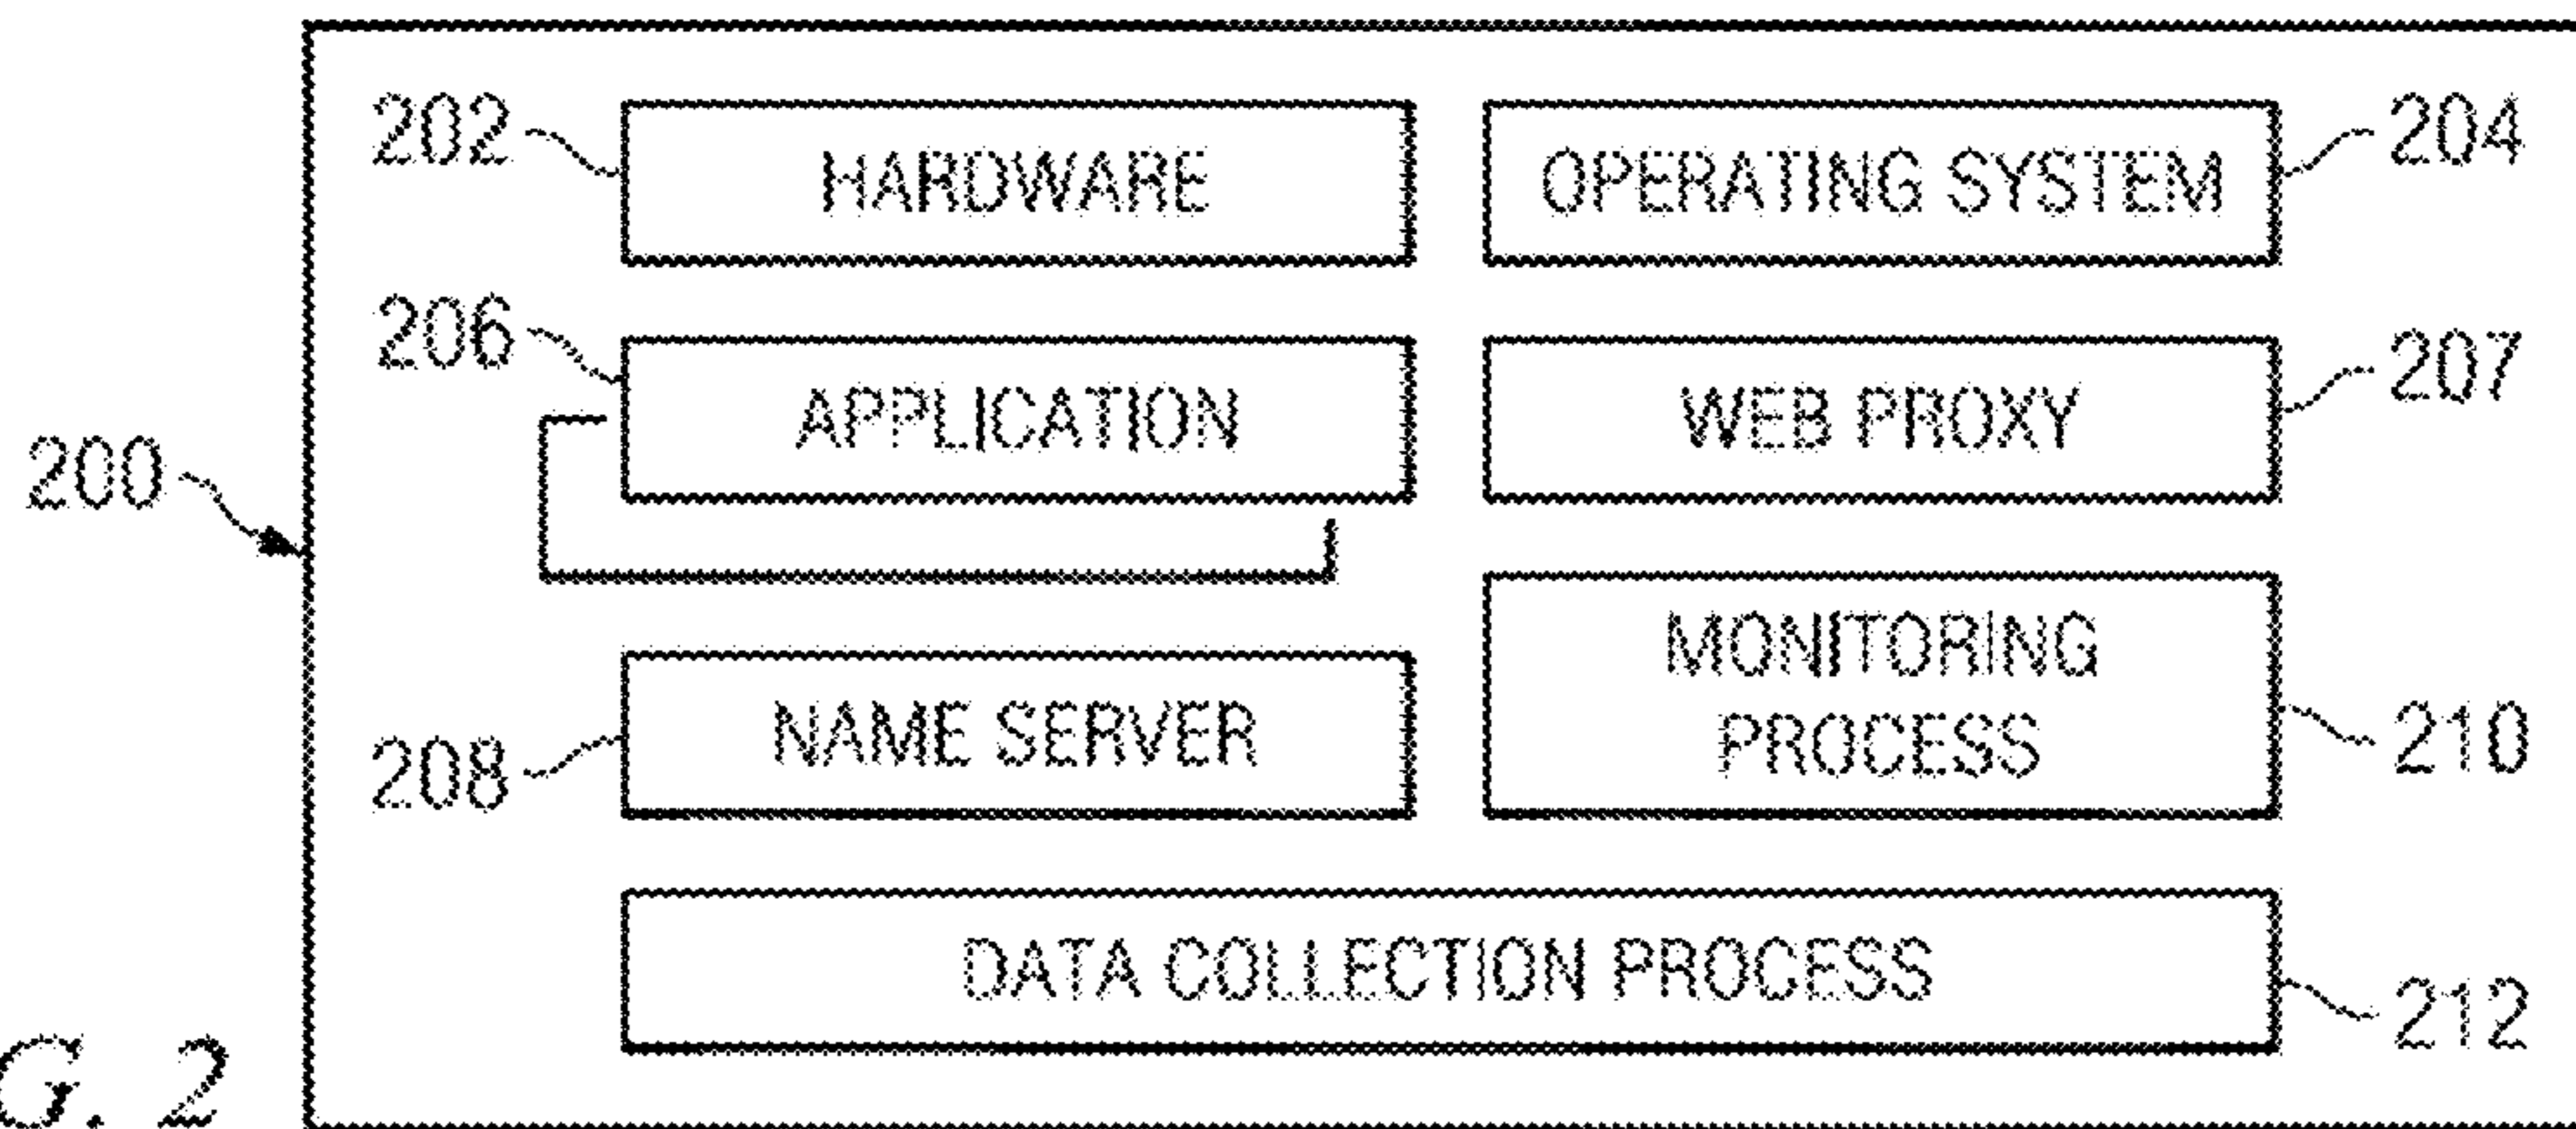 202 HARDWARE OPERATING SYSTEM 204
206 APPLICATION WEB PROXY 207
200
208 NAME SERVER MONITORING PROCESS 210
DATA COLLECTION PROCESS 212
G. 2